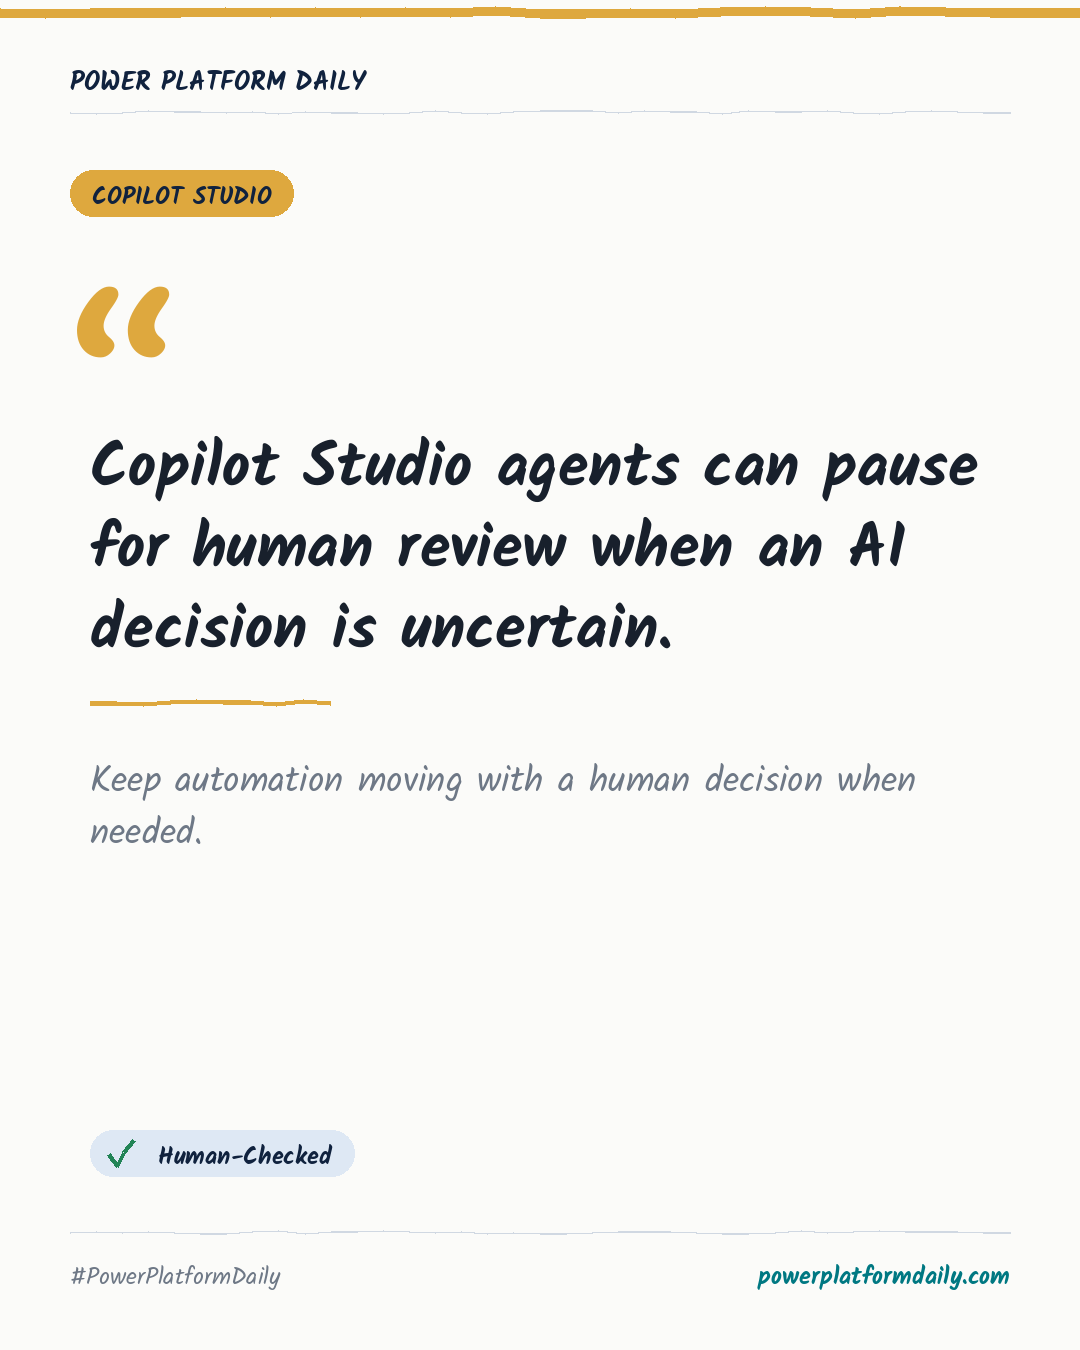 POWER PLATFORM DAILY
COPILOT STUDIO
“
Copilot Studio agents can pause
for human review when an AI
decision is uncertain.
Keep automation moving with a human decision when
needed.
✓ Human-Checked
#PowerPlatformDaily
powerplatformdaily.com